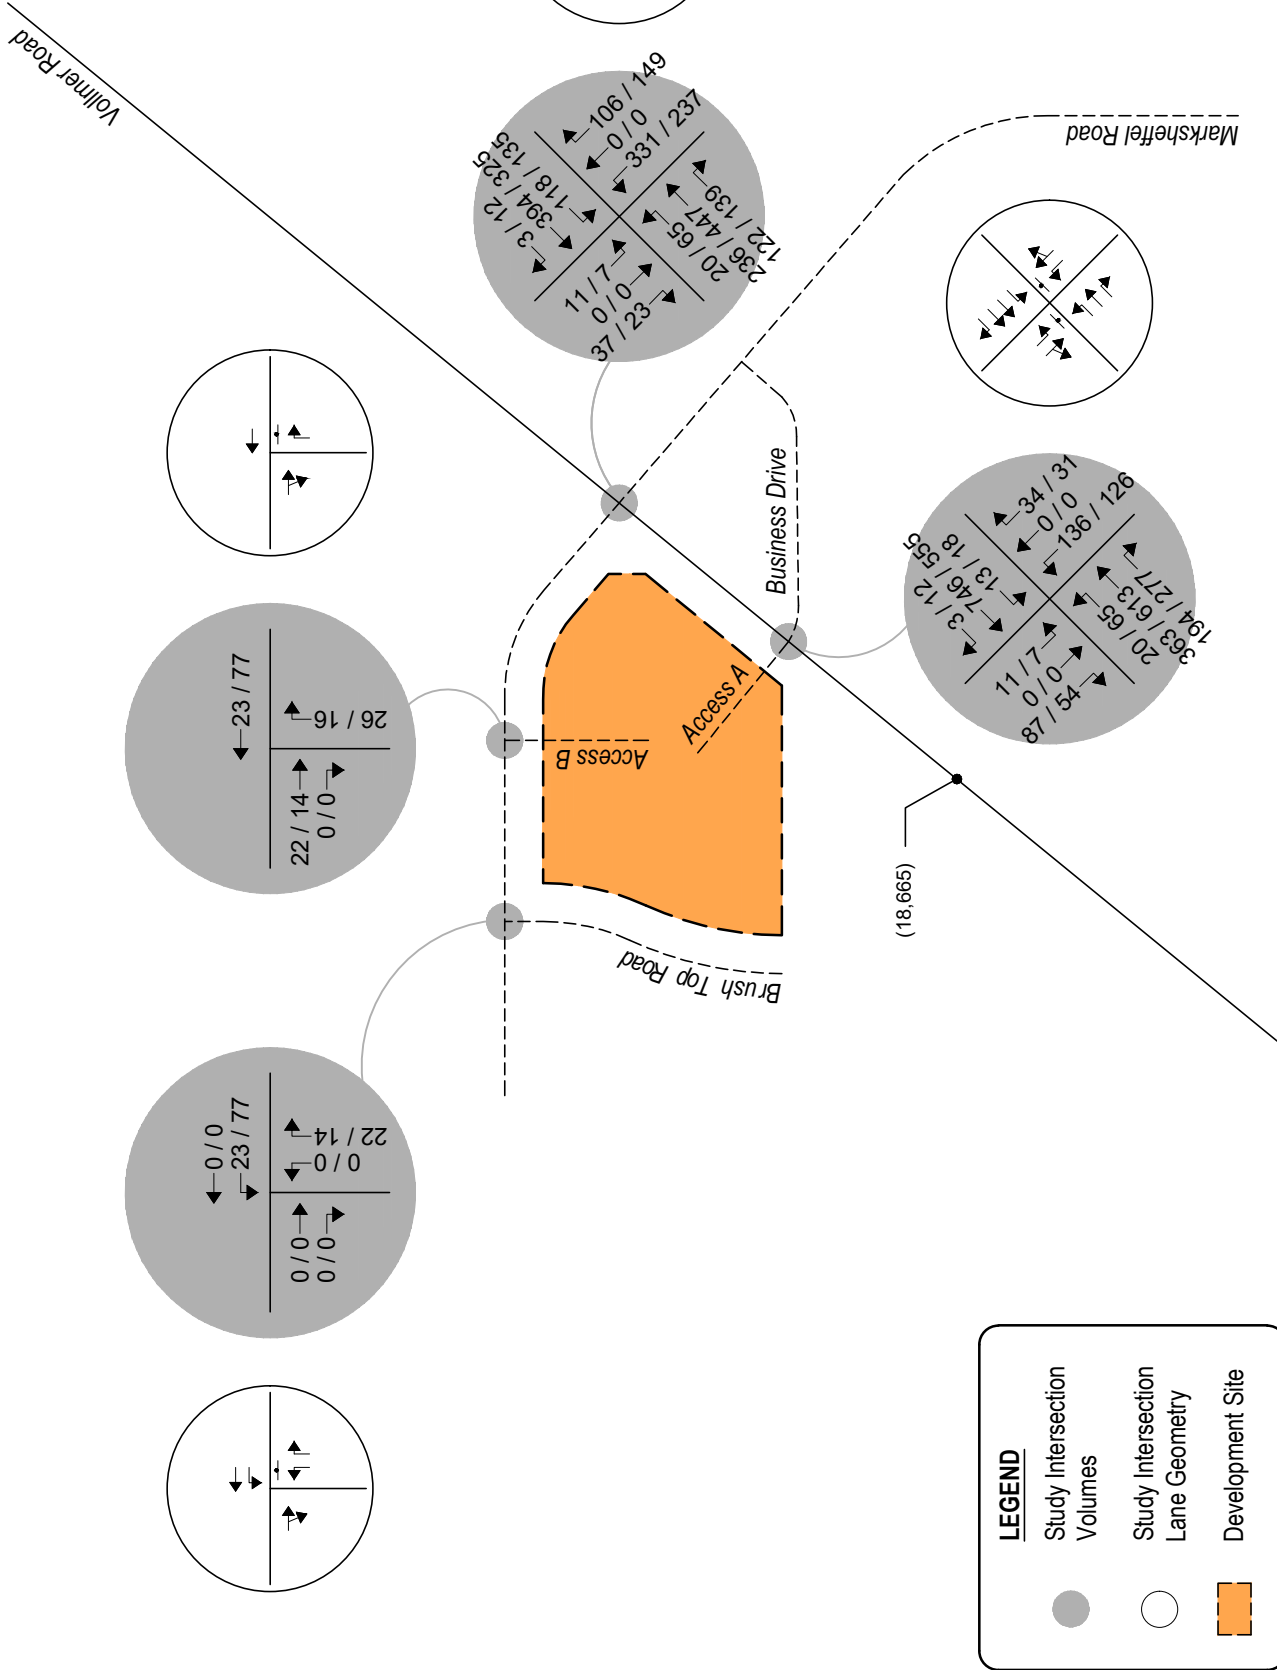 Vollmer Road
Marksheffel Road
Business Drive
Access A
Access B
Brush Top Road
(18,665)
3 / 12
394 / 325
118 / 135
106 / 149
0 / 0
331 / 237
11 / 7
0 / 0
37 / 23
20 / 65
236 / 447
122 / 139
3 / 12
746 / 555
13 / 18
34 / 31
0 / 0
136 / 126
11 / 7
0 / 0
87 / 54
20 / 65
363 / 613
194 / 277
23 / 77
22 / 14
0 / 0
26 / 16
0 / 0
23 / 77
0 / 0
0 / 0
0 / 0
22 / 14
LEGEND
Study Intersection
Volumes
Study Intersection
Lane Geometry
Development Site